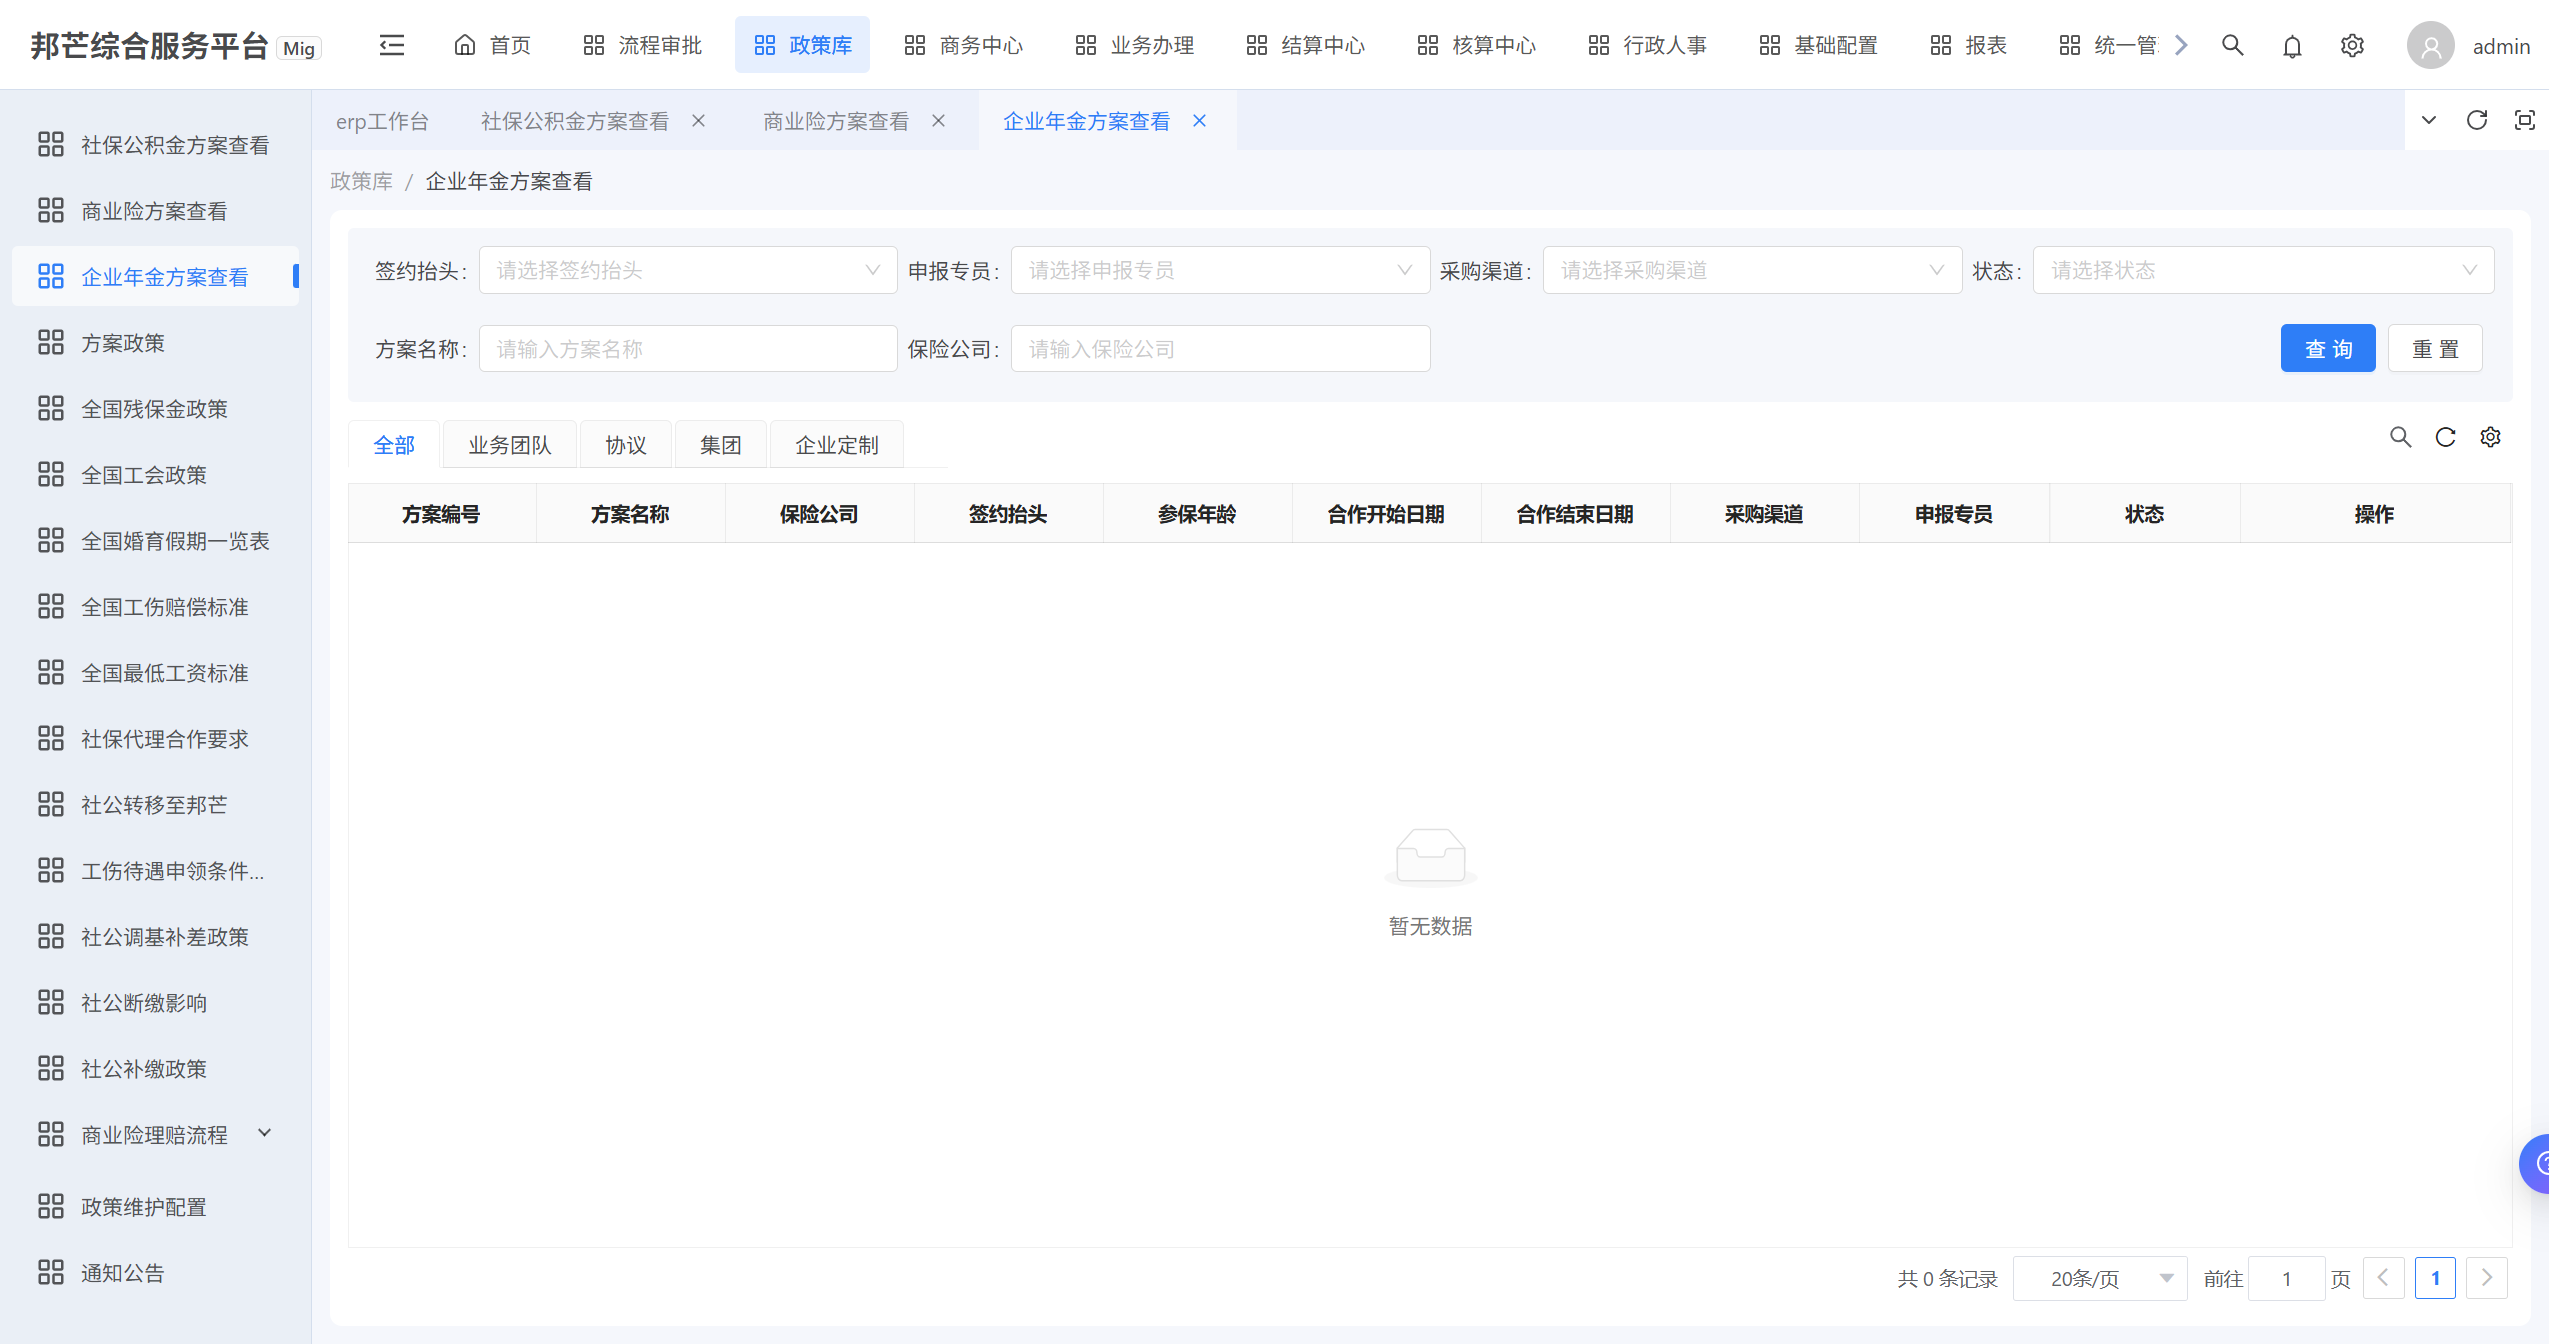 邦芒综合服务平台 Mig
首页 流程审批 政策库 商务中心 业务办理 结算中心 核算中心 行政人事 基础配置 报表 统一管
admin
社保公积金方案查看
商业险方案查看
企业年金方案查看
方案政策
全国残保金政策
全国工会政策
全国婚育假期一览表
全国工伤赔偿标准
全国最低工资标准
社保代理合作要求
社公转移至邦芒
工伤待遇申领条件...
社公调基补差政策
社公断缴影响
社公补缴政策
商业险理赔流程
政策维护配置
通知公告
erp工作台 社保公积金方案查看 商业险方案查看 企业年金方案查看
政策库 / 企业年金方案查看
签约抬头: 请选择签约抬头 申报专员: 请选择申报专员 采购渠道: 请选择采购渠道 状态: 请选择状态
方案名称: 请输入方案名称 保险公司: 请输入保险公司 查 询 重 置
全部 业务团队 协议 集团 企业定制
方案编号 方案名称 保险公司 签约抬头 参保年龄 合作开始日期 合作结束日期 采购渠道 申报专员 状态 操作
暂无数据
共 0 条记录 20条/页 前往 1 页 1